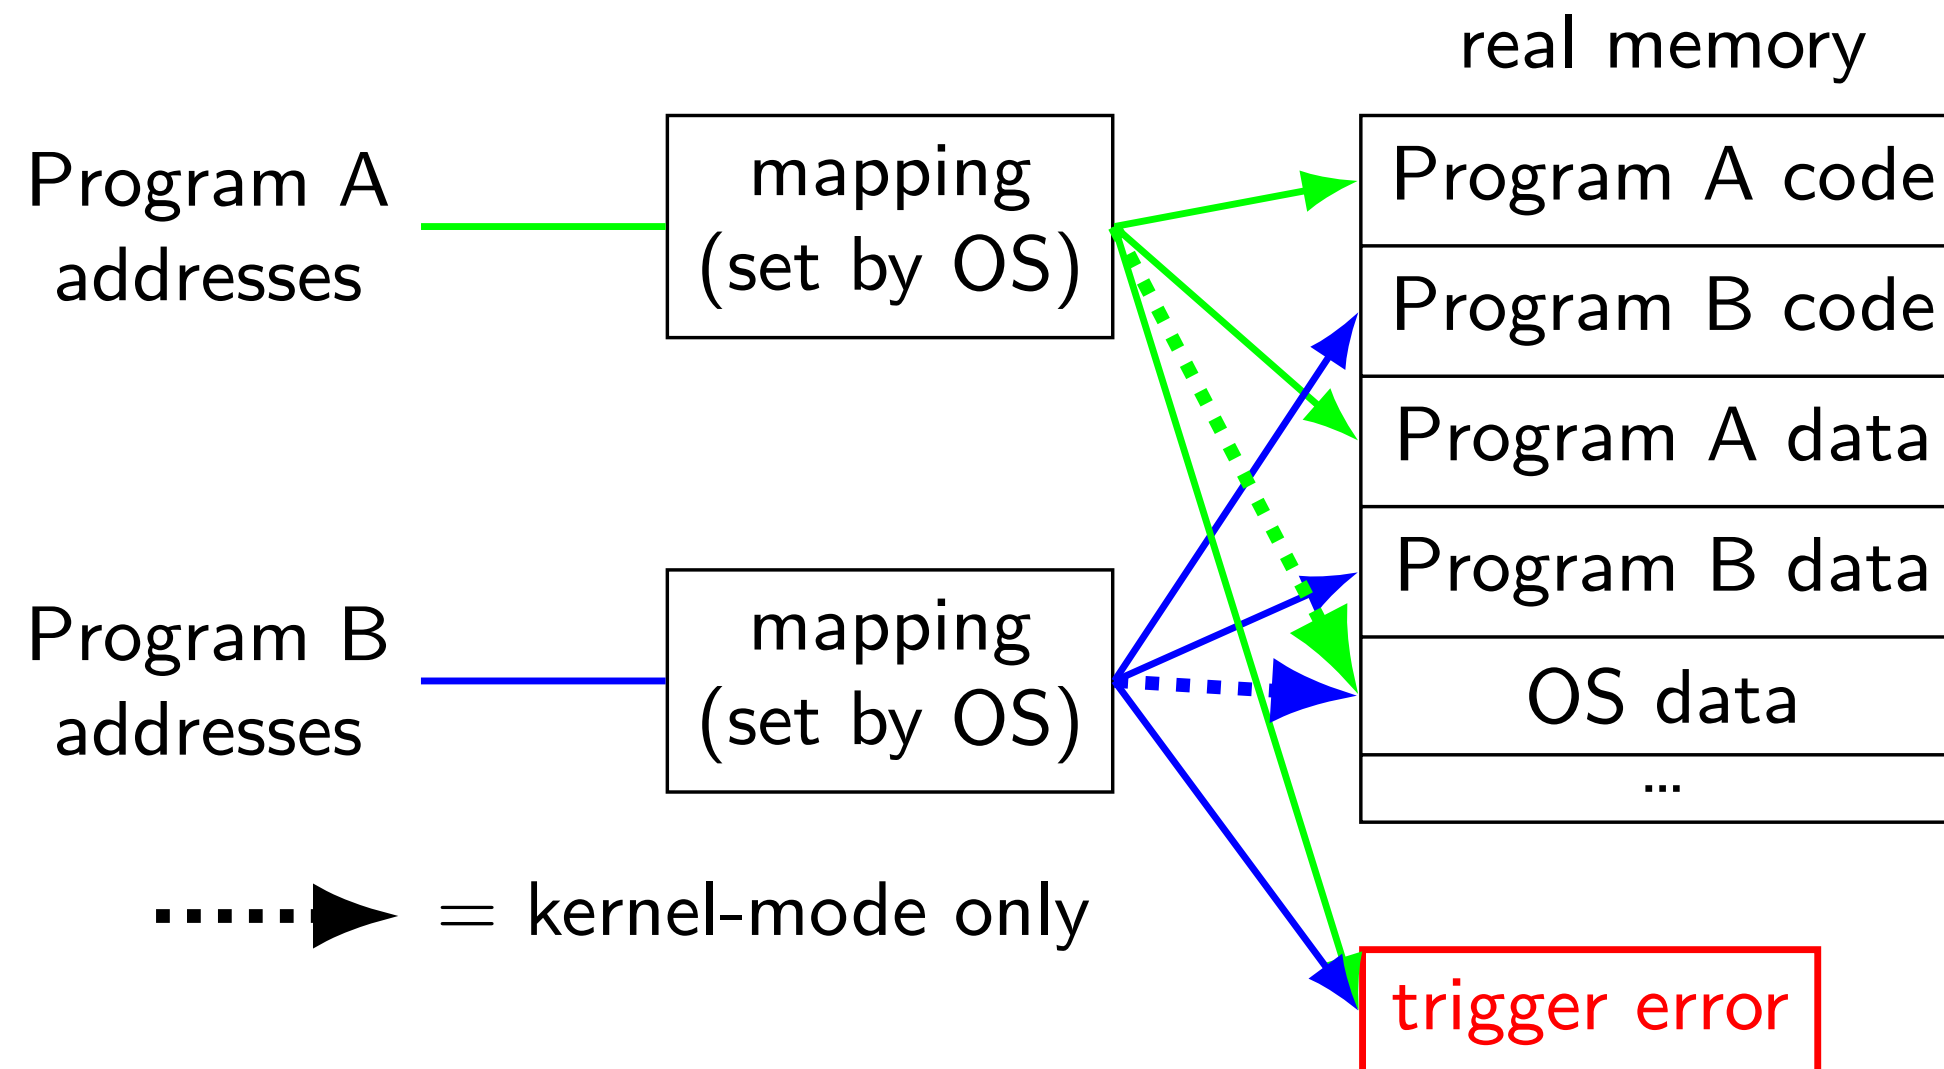 real memory
Program A
addresses
mapping
(set by OS)
Program A code
Program B code
Program A data
Program B data
OS data
...
Program B
addresses
mapping
(set by OS)
= kernel-mode only
trigger error